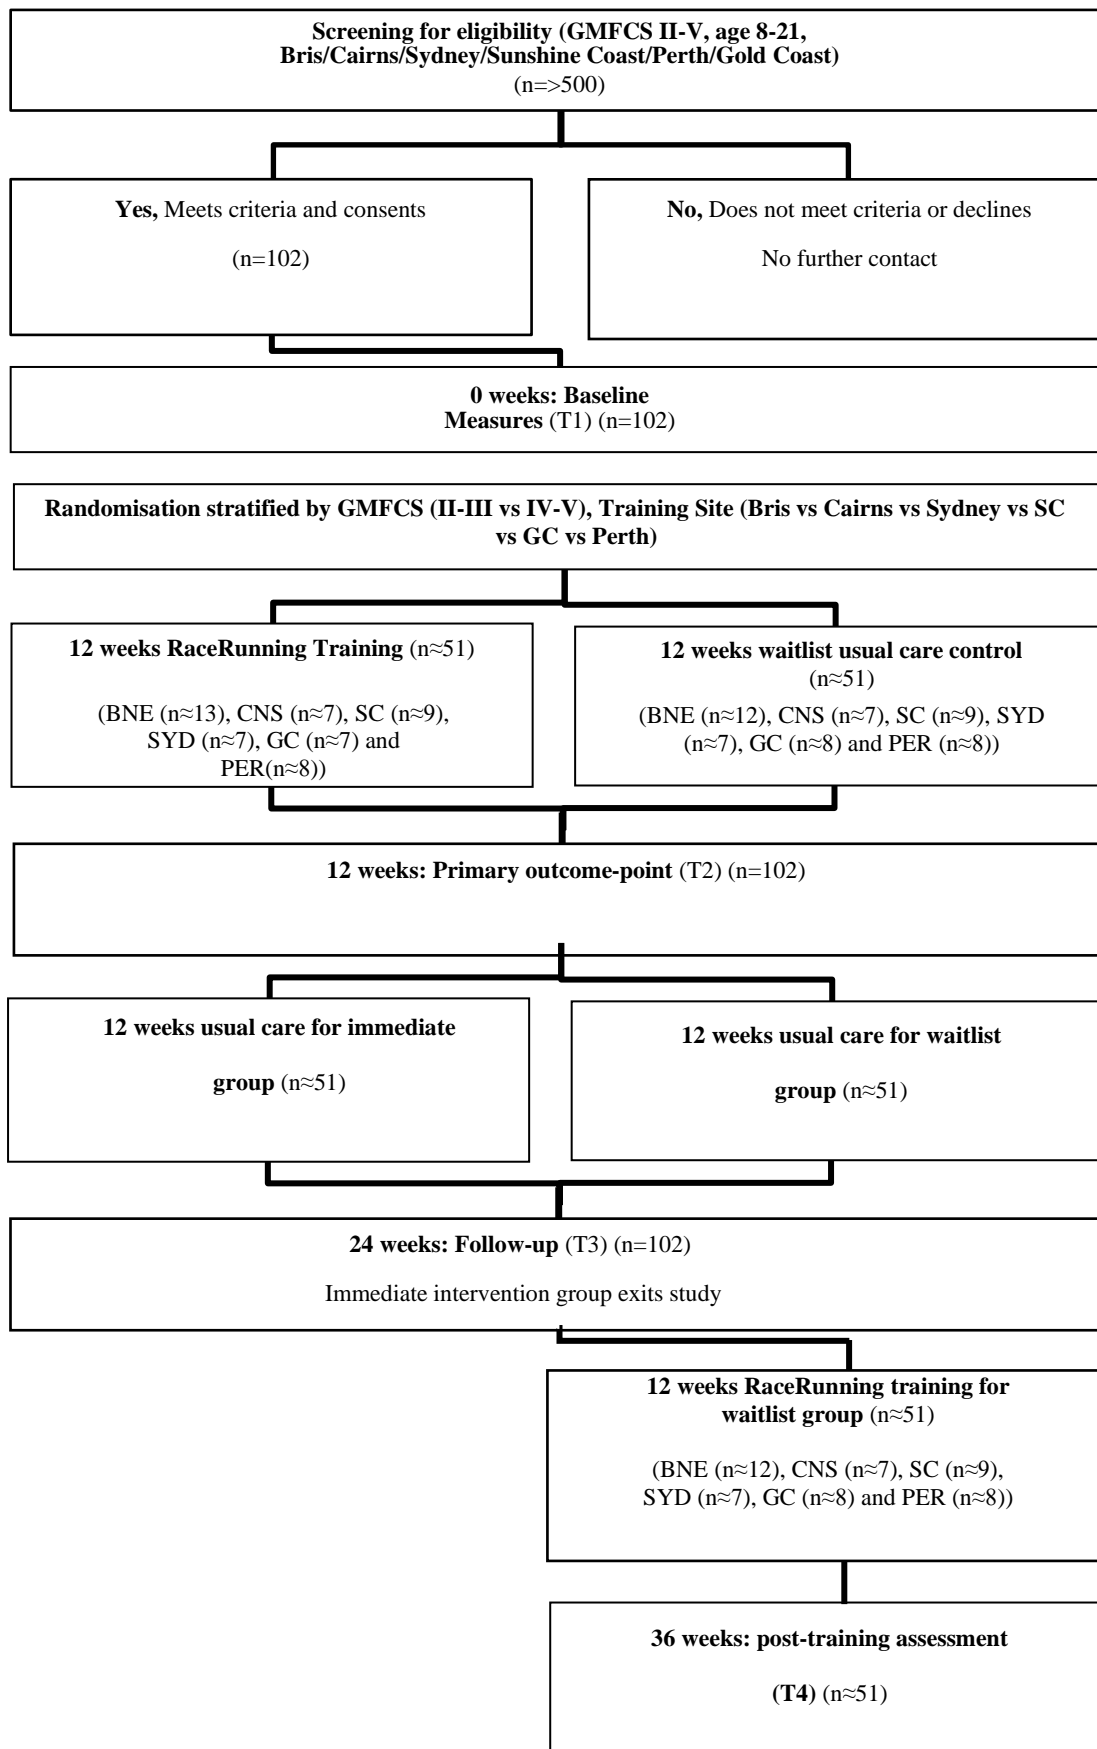 Screening for eligibility (GMFCS II-V, age 8-21,
Bris/Cairns/Sydney/Sunshine Coast/Perth/Gold Coast)
(n=>500)
Yes, Meets criteria and consents
(n=102)
No, Does not meet criteria or declines
No further contact
0 weeks: Baseline
Measures (T1) (n=102)
Randomisation stratified by GMFCS (II-III vs IV-V), Training Site (Bris vs Cairns vs Sydney vs SC
vs GC vs Perth)
12 weeks RaceRunning Training (n≈51)
(BNE (n≈13), CNS (n≈7), SC (n≈9),
SYD (n≈7), GC (n≈7) and
PER(n≈8))
12 weeks waitlist usual care control
(n≈51)
(BNE (n≈12), CNS (n≈7), SC (n≈9), SYD
(n≈7), GC (n≈8) and PER (n≈8))
12 weeks: Primary outcome-point (T2) (n=102)
12 weeks usual care for immediate
group (n≈51)
12 weeks usual care for waitlist
group (n≈51)
24 weeks: Follow-up (T3) (n=102)
Immediate intervention group exits study
12 weeks RaceRunning training for
waitlist group (n≈51)
(BNE (n≈12), CNS (n≈7), SC (n≈9),
SYD (n≈7), GC (n≈8) and PER (n≈8))
36 weeks: post-training assessment
(T4) (n≈51)